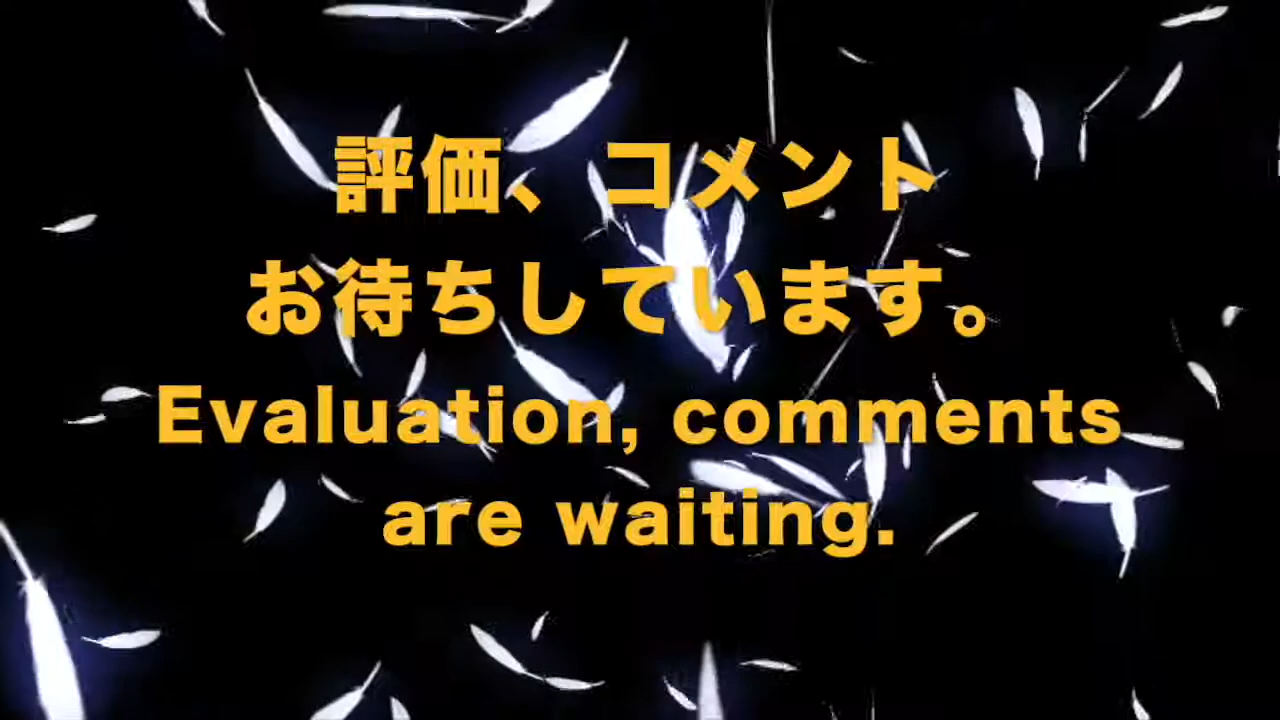 評価、コメント
お待ちしています。
Evaluation, comments
are waiting.